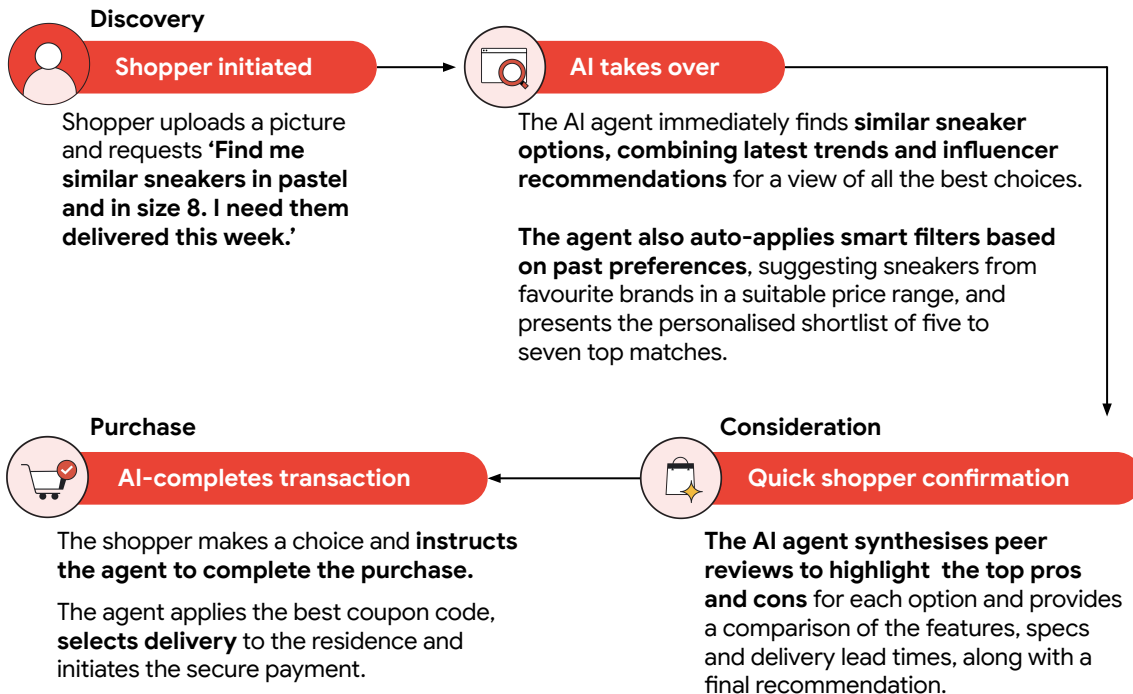 Discovery
Shopper initiated
Shopper uploads a picture
and requests ‘Find me
similar sneakers in pastel
and in size 8. I need them
delivered this week.’
AI takes over
The AI agent immediately finds similar sneaker
options, combining latest trends and influencer
recommendations for a view of all the best choices.
The agent also auto-applies smart filters based
on past preferences, suggesting sneakers from
favourite brands in a suitable price range, and
presents the personalised shortlist of five to
seven top matches.
Consideration
Quick shopper confirmation
The AI agent synthesises peer
reviews to highlight the top pros
and cons for each option and provides
a comparison of the features, specs
and delivery lead times, along with a
final recommendation.
Purchase
AI-completes transaction
The shopper makes a choice and instructs
the agent to complete the purchase.
The agent applies the best coupon code,
selects delivery to the residence and
initiates the secure payment.